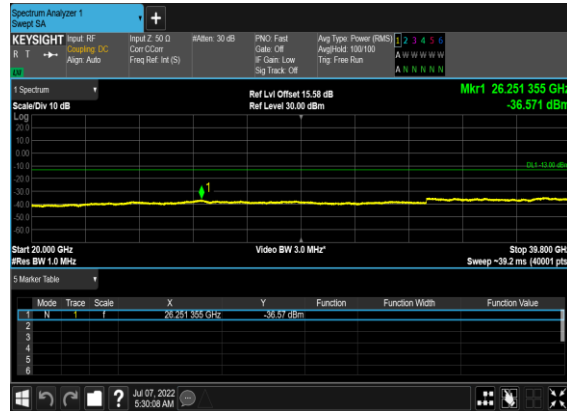 Spectrum Analyzer 1
Swept SA
+
KEYSIGHT Input: RF Input Z: 50 Ω #Atten: 30 dB PNO: Fast Avg Type: Power (RMS) 1 2 3 4 5 6
R T Coupling: DC Corr CCorr Gate: Off Avg|Hold: 100/100 A W W W W W
Align: Auto Freq Ref: Int (S) IF Gain: Low Trig: Free Run
Sig Track: Off A N N N N N
1 Spectrum Ref Lvl Offset 15.58 dB Mkr1 26.251 355 GHz
Scale/Div 10 dB Ref Level 30.00 dBm -36.571 dBm
Log
20.0
10.0
0.00
-10.0
DL1 -13.00 dBm
-20.0
-30.0
1
-40.0
-50.0
-60.0
Start 20.000 GHz Video BW 3.0 MHz* Stop 39.800 GHz
#Res BW 1.0 MHz Sweep ~39.2 ms (40001 pts)
5 Marker Table
Mode Trace Scale X Y Function Function Width Function Value
1 N 1 f 26.251 355 GHz -36.57 dBm
2
3
4
5
6
? Jul 07, 2022
5:30:08 AM